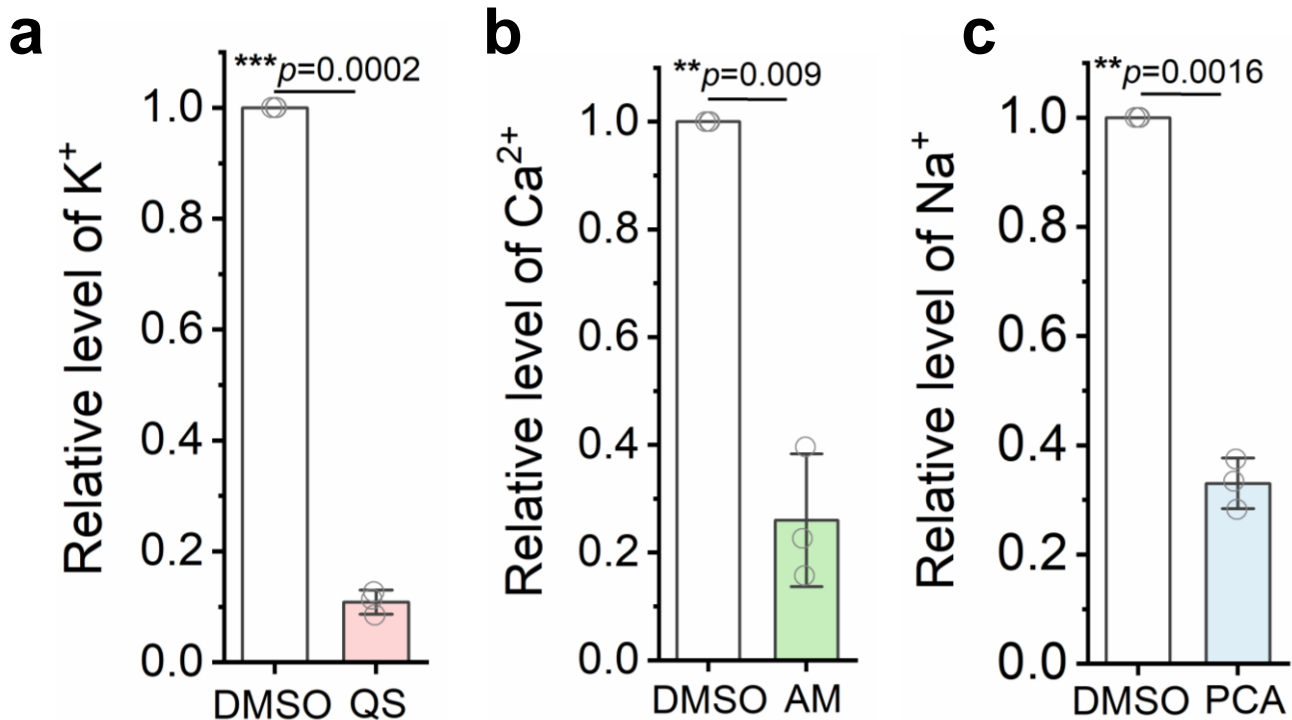 a
***p=0.0002
Relative level of K⁺
1.0
0.8
0.6
0.4
0.2
0.0
DMSO QS
b
**p=0.009
Relative level of Ca²⁺
1.0
0.8
0.6
0.4
0.2
0.0
DMSO AM
c
**p=0.0016
Relative level of Na⁺
1.0
0.8
0.6
0.4
0.2
0.0
DMSO PCA